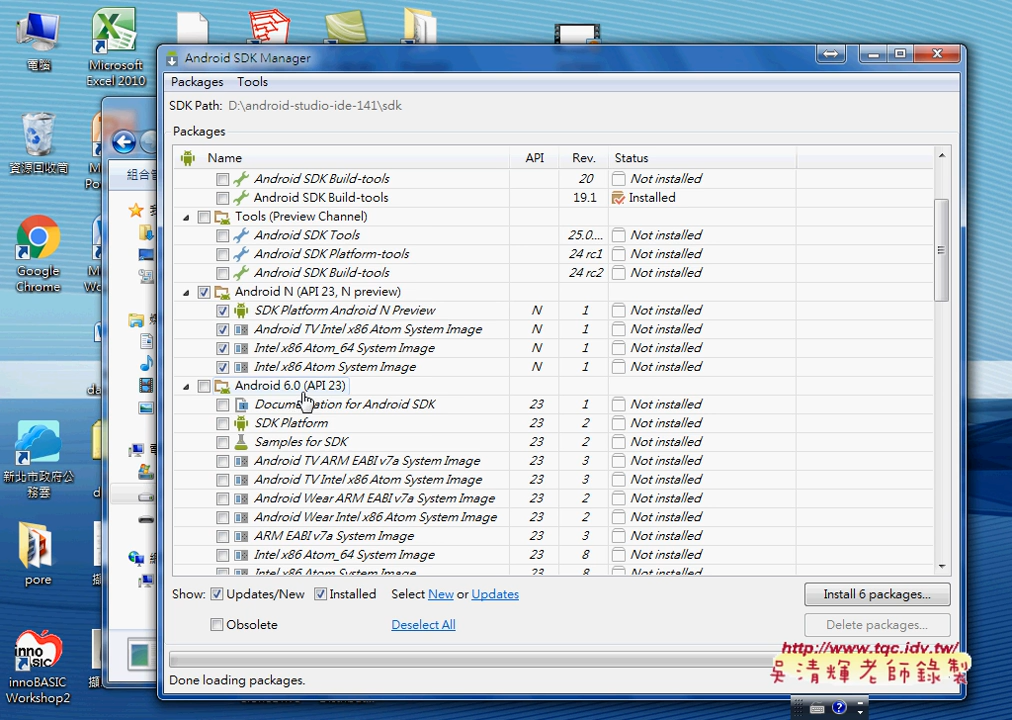 電腦
Microsoft
Excel 2010
資源回收筒
Google
Chrome
新北市政府公
務雲
pore
innoBASIC
Workshop2
組合管
Android SDK Manager
Packages Tools
SDK Path: D:\android-studio-ide-141\sdk
Packages
Name API Rev. Status
Android SDK Build-tools 20 Not installed
Android SDK Build-tools 19.1 Installed
Tools (Preview Channel)
Android SDK Tools 25.0.... Not installed
Android SDK Platform-tools 24 rc1 Not installed
Android SDK Build-tools 24 rc2 Not installed
Android N (API 23, N preview)
SDK Platform Android N Preview N 1 Not installed
Android TV Intel x86 Atom System Image N 1 Not installed
Intel x86 Atom_64 System Image N 1 Not installed
Intel x86 Atom System Image N 1 Not installed
Android 6.0 (API 23)
Documentation for Android SDK 23 1 Not installed
SDK Platform 23 2 Not installed
Samples for SDK 23 2 Not installed
Android TV ARM EABI v7a System Image 23 3 Not installed
Android TV Intel x86 Atom System Image 23 3 Not installed
Android Wear ARM EABI v7a System Image 23 2 Not installed
Android Wear Intel x86 Atom System Image 23 2 Not installed
ARM EABI v7a System Image 23 3 Not installed
Intel x86 Atom_64 System Image 23 8 Not installed
Intel x86 Atom System Image 23 8 Not installed
Show: Updates/New Installed Select New or Updates Install 6 packages...
Obsolete Deselect All Delete packages...
Done loading packages.
http://www.tqc.idv.tw/
吳清輝老師錄製